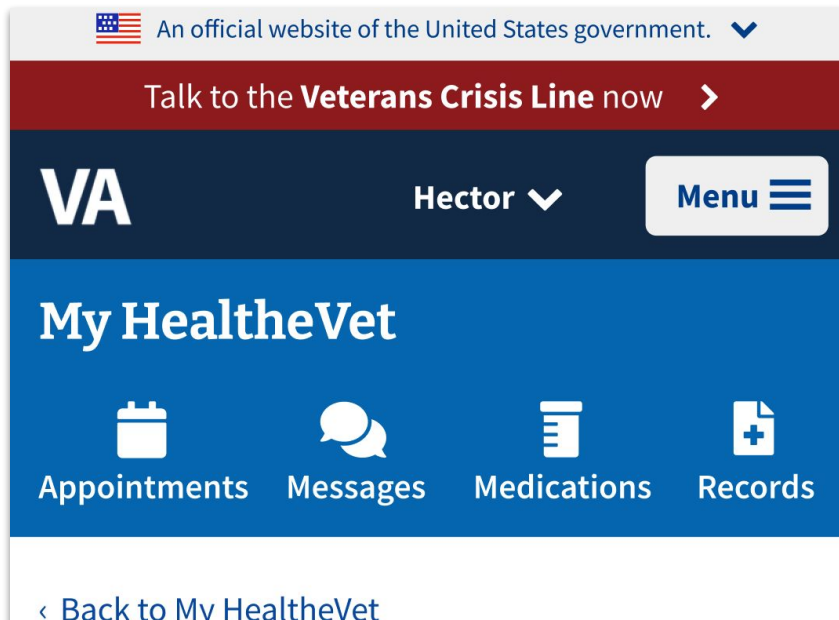 An official website of the United States government.
Talk to the Veterans Crisis Line now
VA
Hector
Menu
My HealtheVet
Appointments Messages Medications Records
‹ Back to My HealtheVet